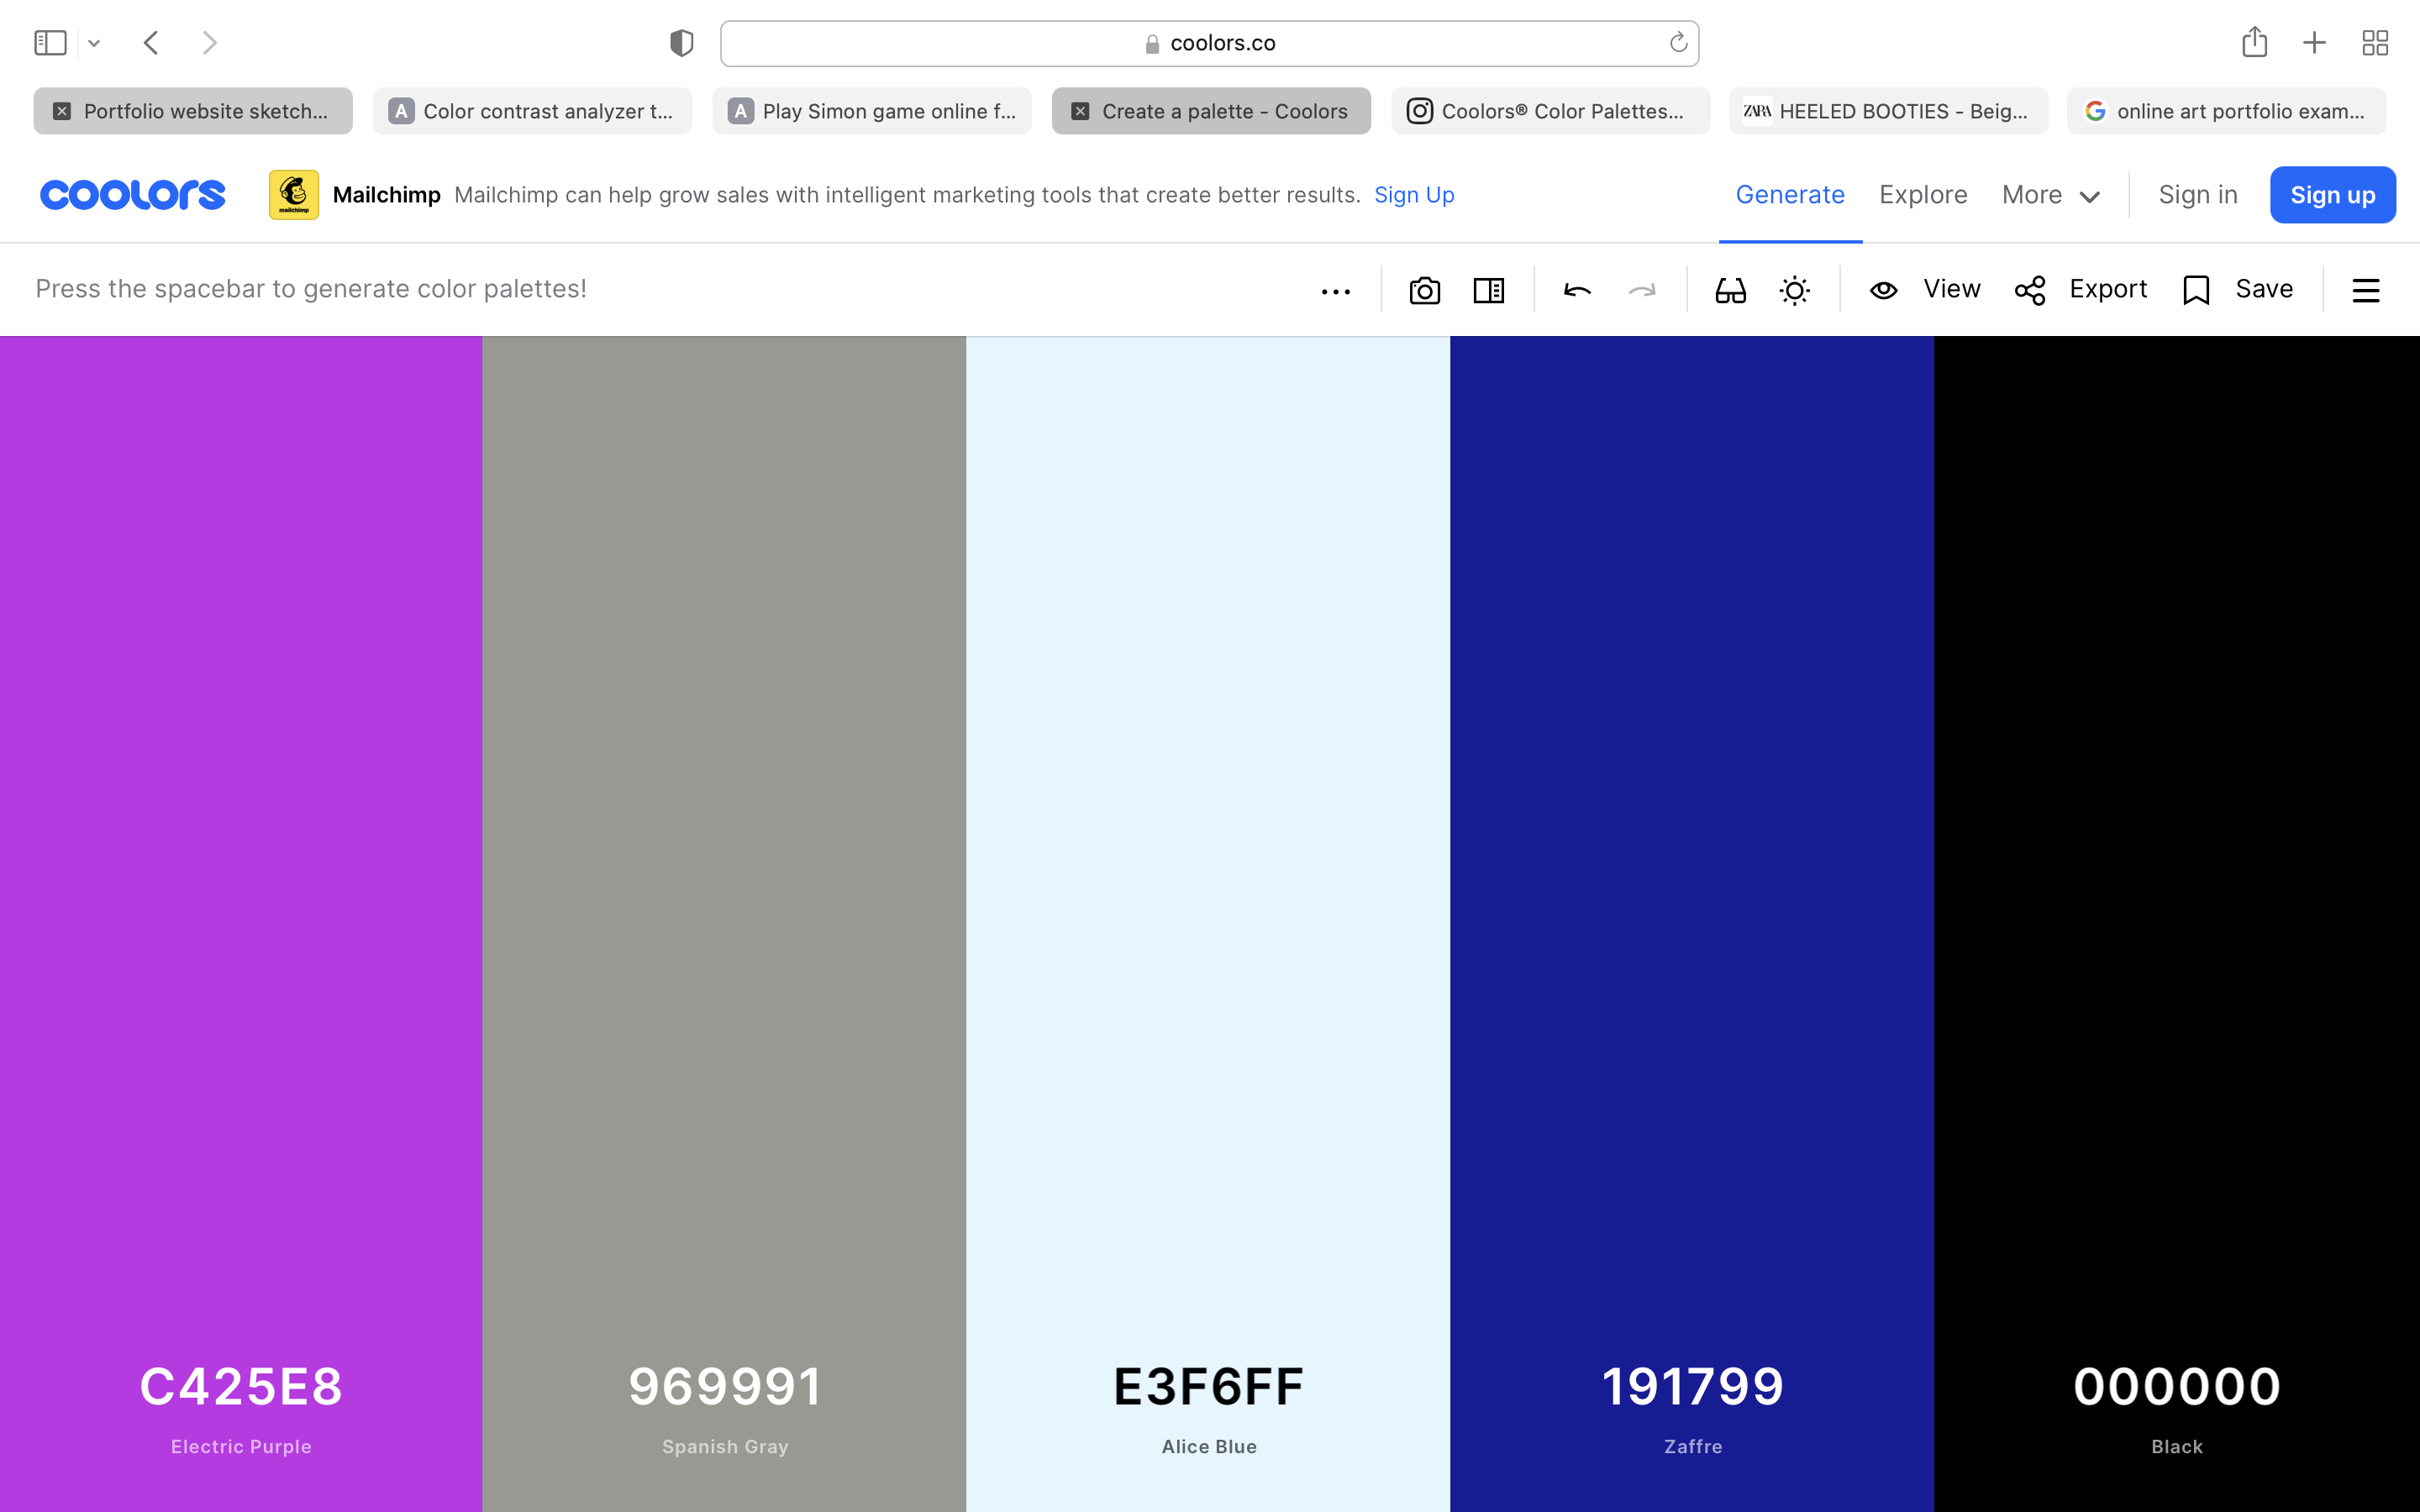 coolors.co
Portfolio website sketch...
A Color contrast analyzer t...
A Play Simon game online f...
Create a palette - Coolors
Coolors® Color Palettes...
ZARA HEELED BOOTIES - Beig...
G online art portfolio exam...
coolors
mailchimp
Mailchimp Mailchimp can help grow sales with intelligent marketing tools that create better results. Sign Up
Generate Explore More Sign in Sign up
Press the spacebar to generate color palettes!
View Export Save
C425E8
Electric Purple
969991
Spanish Gray
E3F6FF
Alice Blue
191799
Zaffre
000000
Black